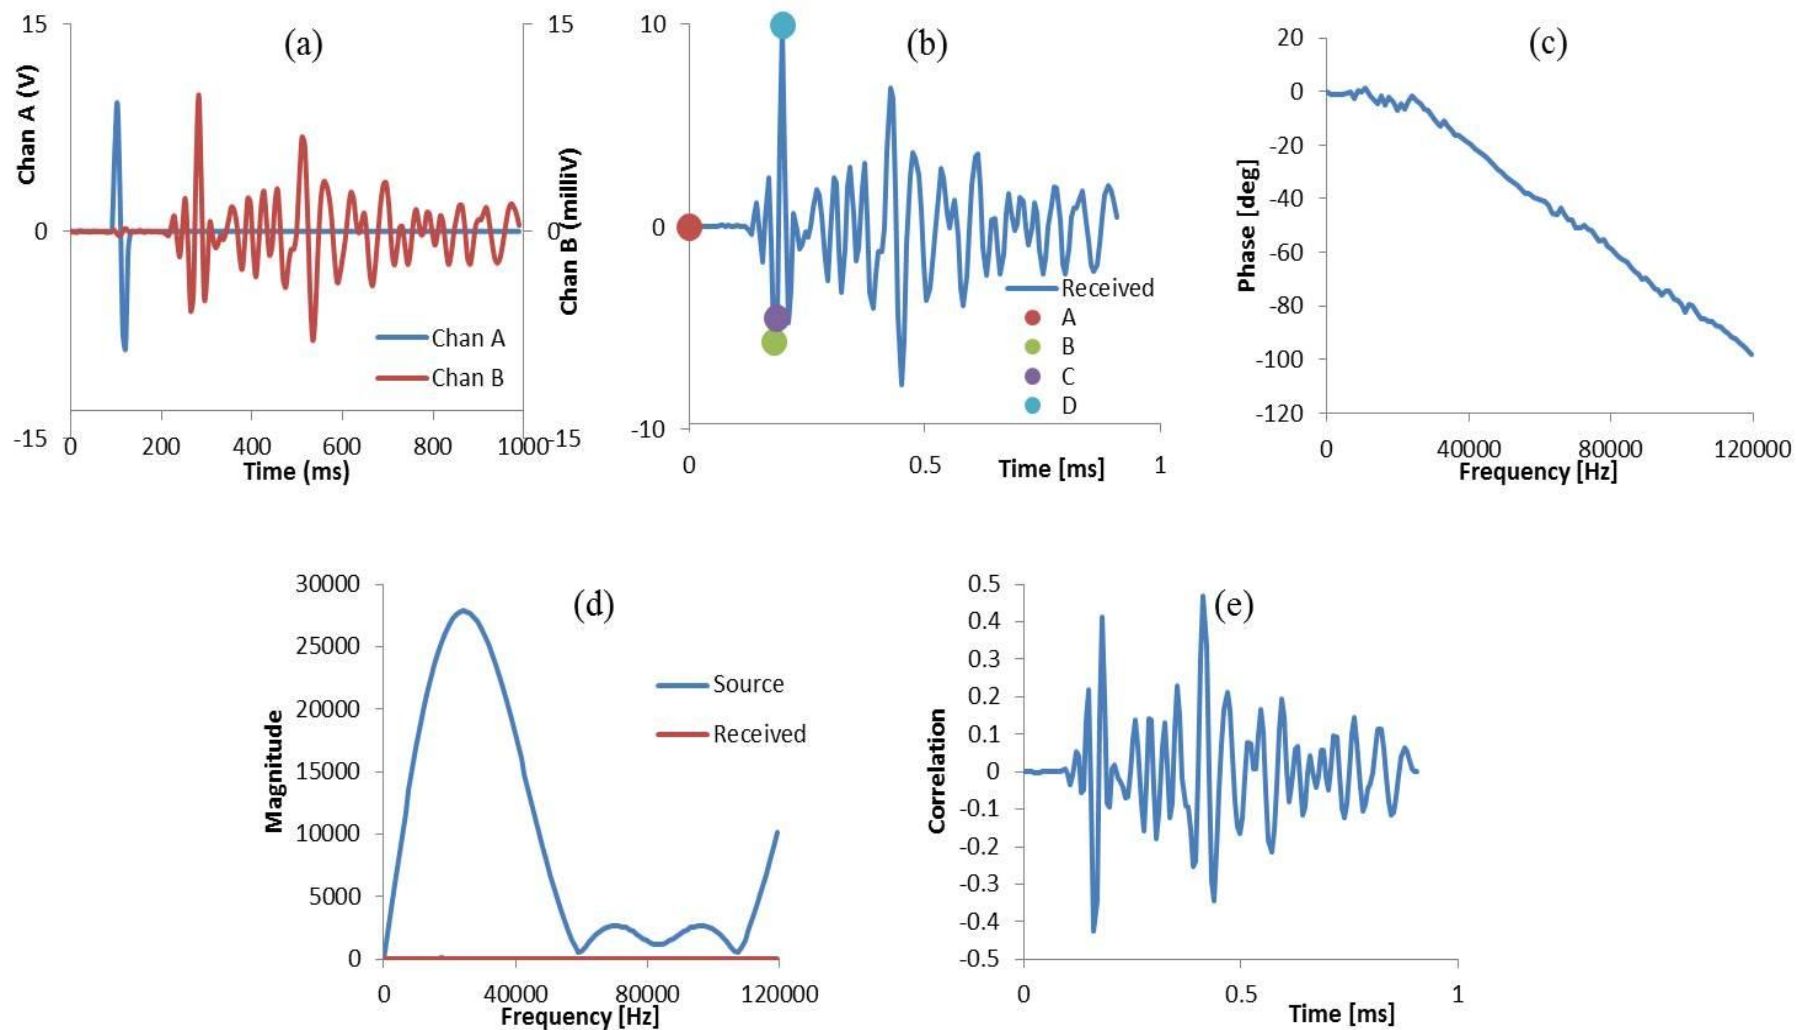 (a)
15
15
Chan A (V)
0
0
Chan B (milliV)
Chan A
Chan B
-15
-15
0
200
400
600
800
1000
Time (ms)
(b)
10
0
-10
Received
A
B
C
D
0
0.5
1
Time [ms]
(c)
20
0
-20
-40
-60
-80
-100
-120
Phase [deg]
0
40000
80000
120000
Frequency [Hz]
(d)
30000
25000
20000
15000
10000
5000
0
Magnitude
Source
Received
0
40000
80000
120000
Frequency [Hz]
(e)
0.5
0.4
0.3
0.2
0.1
0
-0.1
-0.2
-0.3
-0.4
-0.5
Correlation
0
0.5
1
Time [ms]